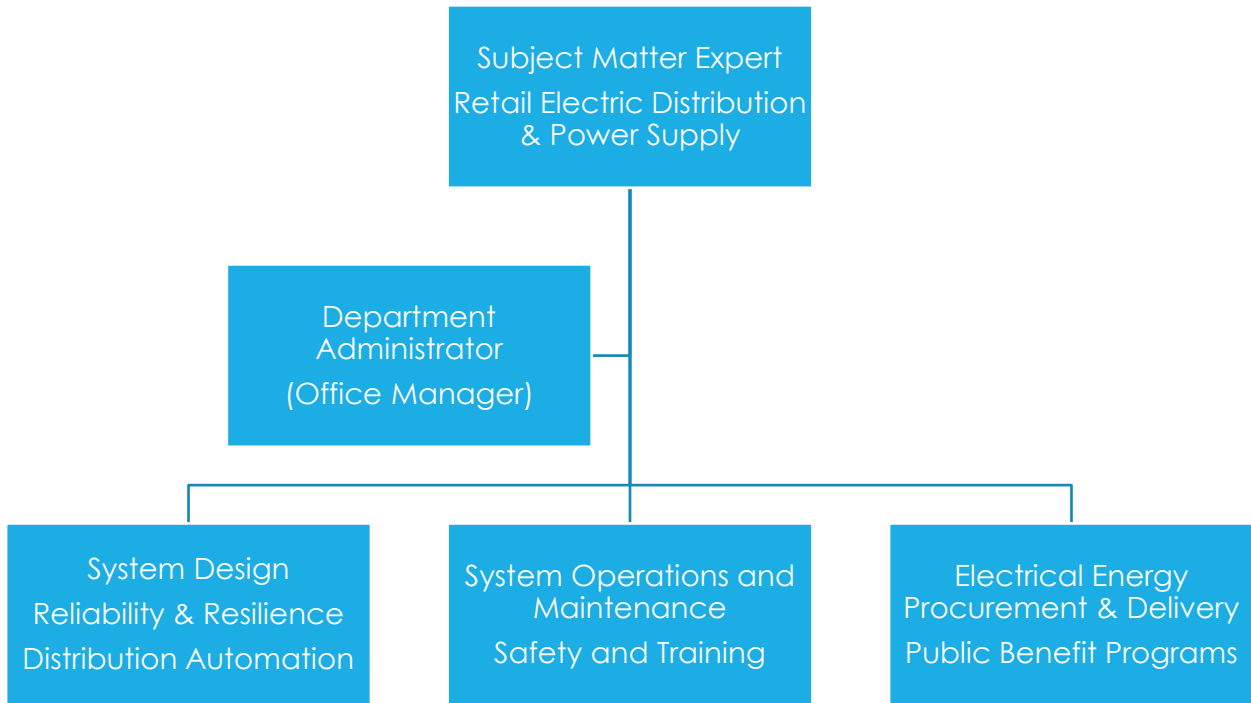 Subject Matter Expert
Retail Electric Distribution
& Power Supply
Department
Administrator
(Office Manager)
System Design
Reliability & Resilience
Distribution Automation
System Operations and
Maintenance
Safety and Training
Electrical Energy
Procurement & Delivery
Public Benefit Programs